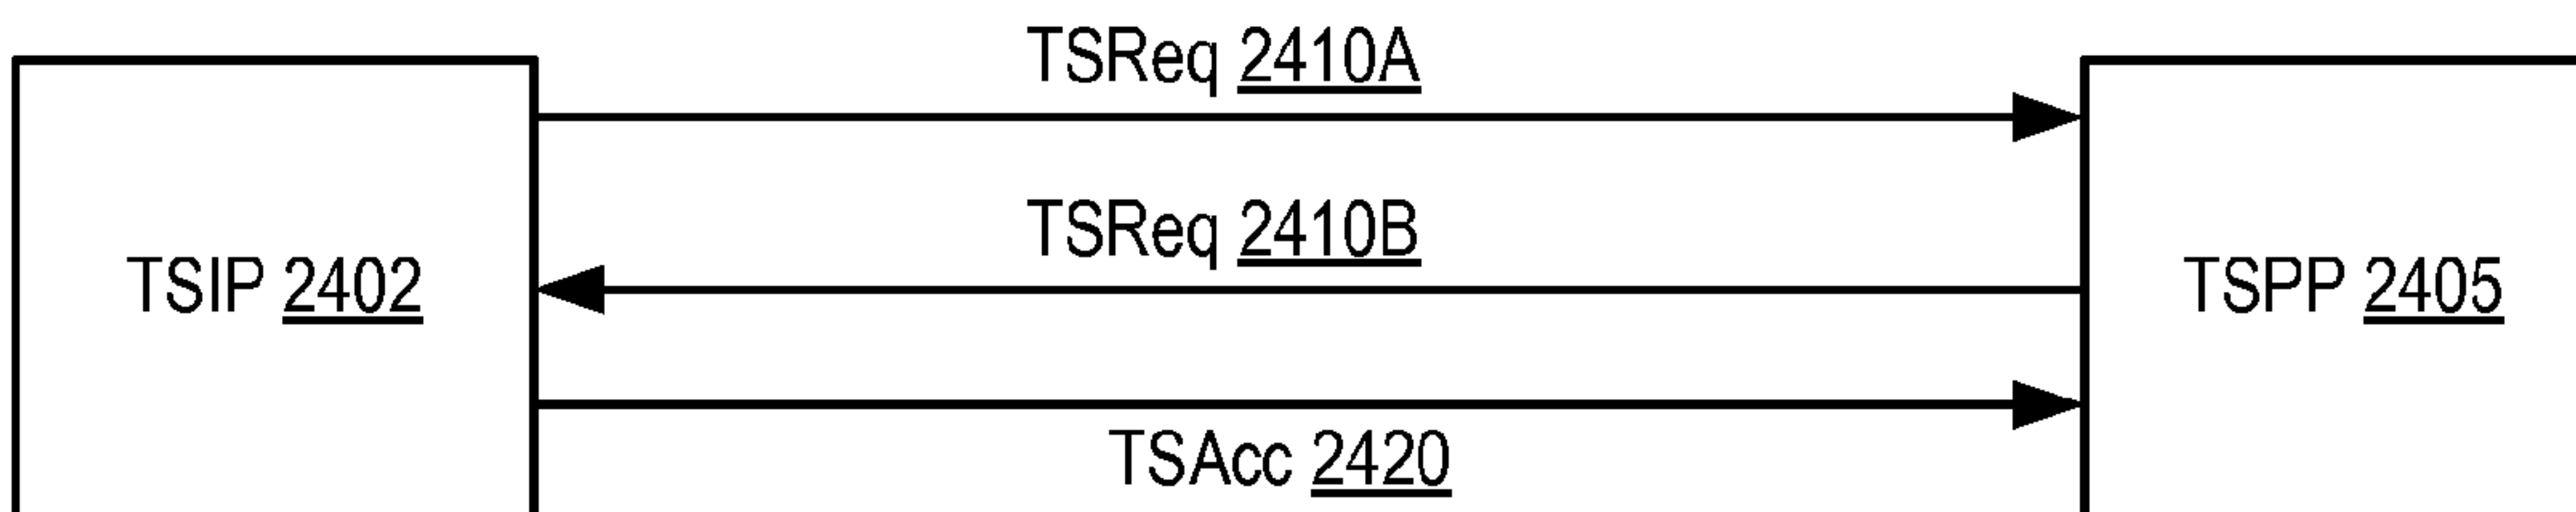 TSReq 2410A
TSReq 2410B
TSIP 2402
TSPP 2405
TSAcc 2420